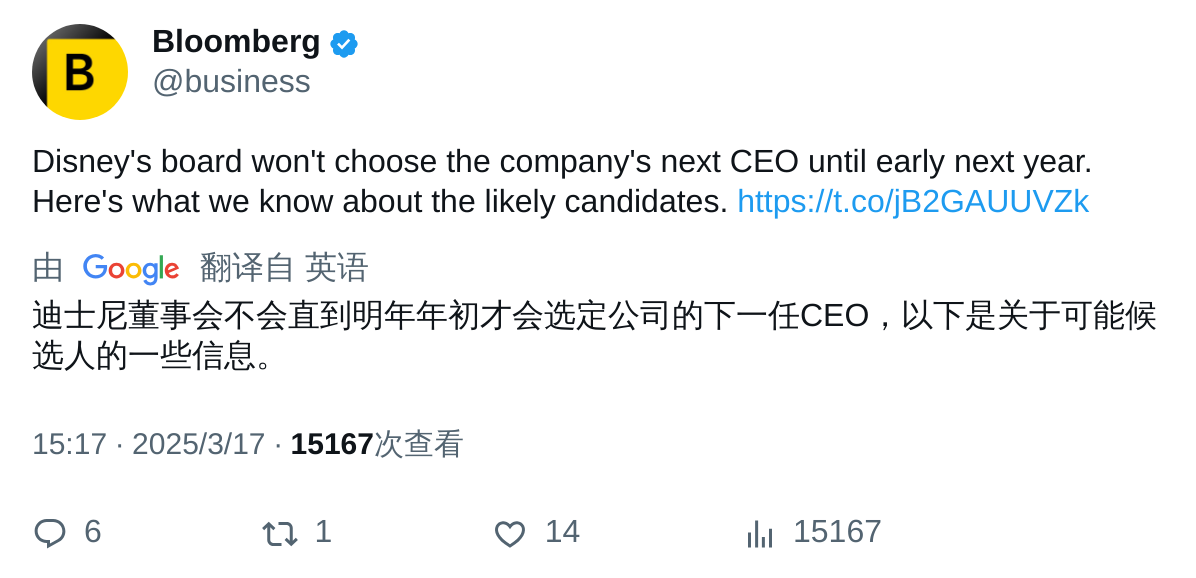 B
Bloomberg
@business
Disney's board won't choose the company's next CEO until early next year.
Here's what we know about the likely candidates. https://t.co/jB2GAUUVZk
由 Google 翻译自 英语
迪士尼董事会不会直到明年年初才会选定公司的下一任CEO，以下是关于可能候
选人的一些信息。
15:17 · 2025/3/17 · 15167次查看
6 1 14 15167